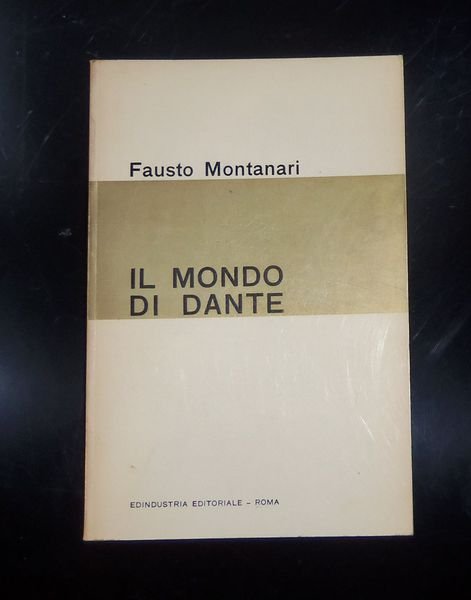 Fausto Montanari
IL MONDO
DI DANTE
EDINDUSTRIA EDITORIALE - ROMA